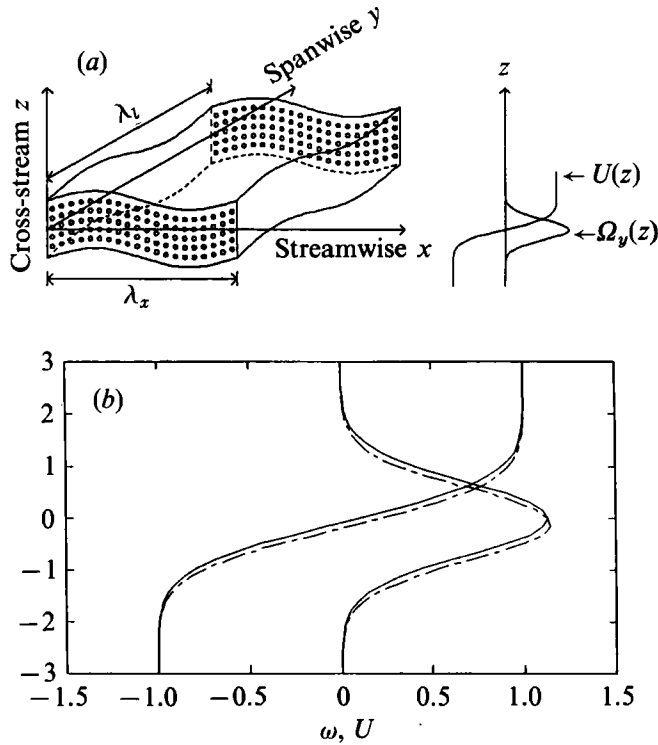 (a)
Cross-stream z
Spanwise y
λ_l
Streamwise x
λ_x
z
U(z)
Ω_y(z)
(b)
3
2
1
0
−1
−2
−3
−1.5 −1.0 −0.5 0 0.5 1.0 1.5
ω, U